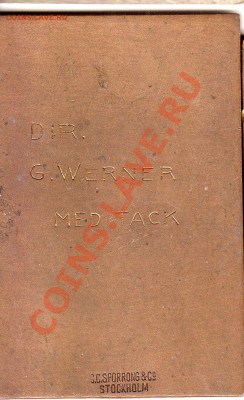 DIR.
G. WERNER
MED TACK
COINS.LAVE.RU
C.C. SPORRONG & Co
STOCKHOLM